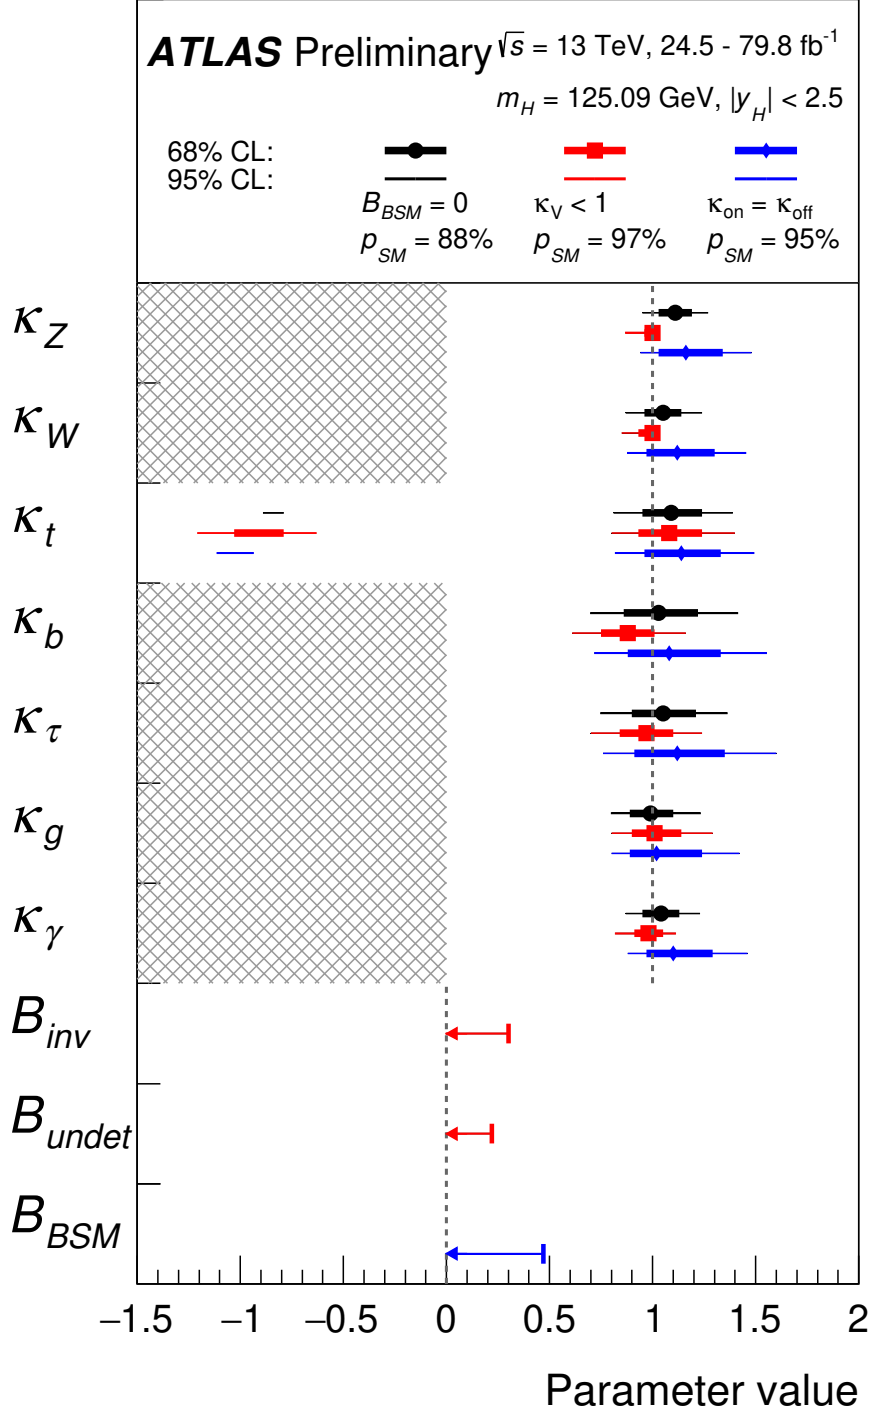 ATLAS Preliminary √s = 13 TeV, 24.5 - 79.8 fb⁻¹
m_H = 125.09 GeV, |y_H| < 2.5
68% CL:
95% CL:
B_BSM = 0 κ_V < 1 κ_on = κ_off
p_SM = 88% p_SM = 97% p_SM = 95%
κ_Z
κ_W
κ_t
κ_b
κ_τ
κ_g
κ_γ
B_inv
B_undet
B_BSM
−1.5 −1 −0.5 0 0.5 1 1.5 2
Parameter value